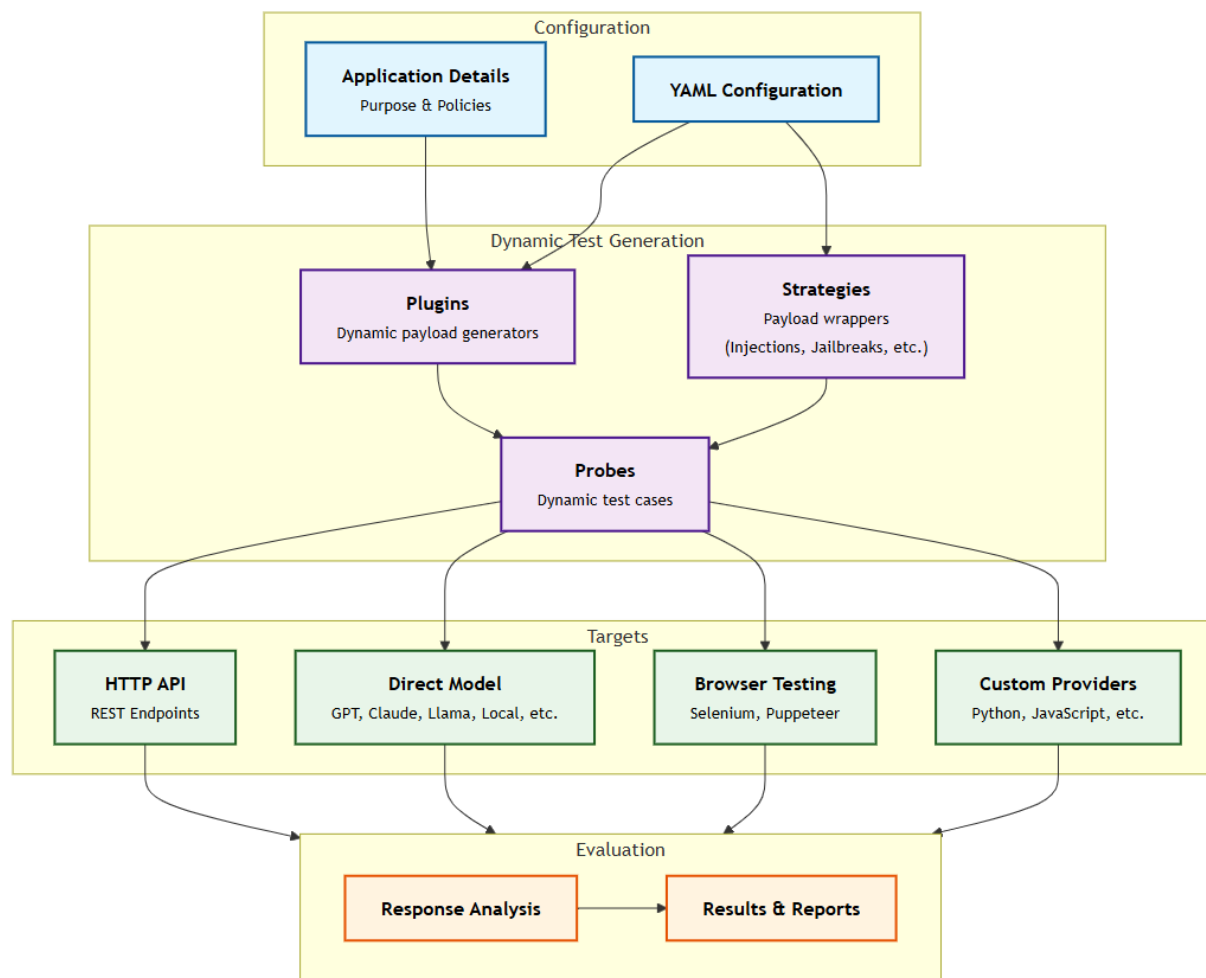 Configuration
Application Details
Purpose & Policies
YAML Configuration
Dynamic Test Generation
Plugins
Dynamic payload generators
Strategies
Payload wrappers
(Injections, Jailbreaks, etc.)
Probes
Dynamic test cases
Targets
HTTP API
REST Endpoints
Direct Model
GPT, Claude, Llama, Local, etc.
Browser Testing
Selenium, Puppeteer
Custom Providers
Python, JavaScript, etc.
Evaluation
Response Analysis
Results & Reports